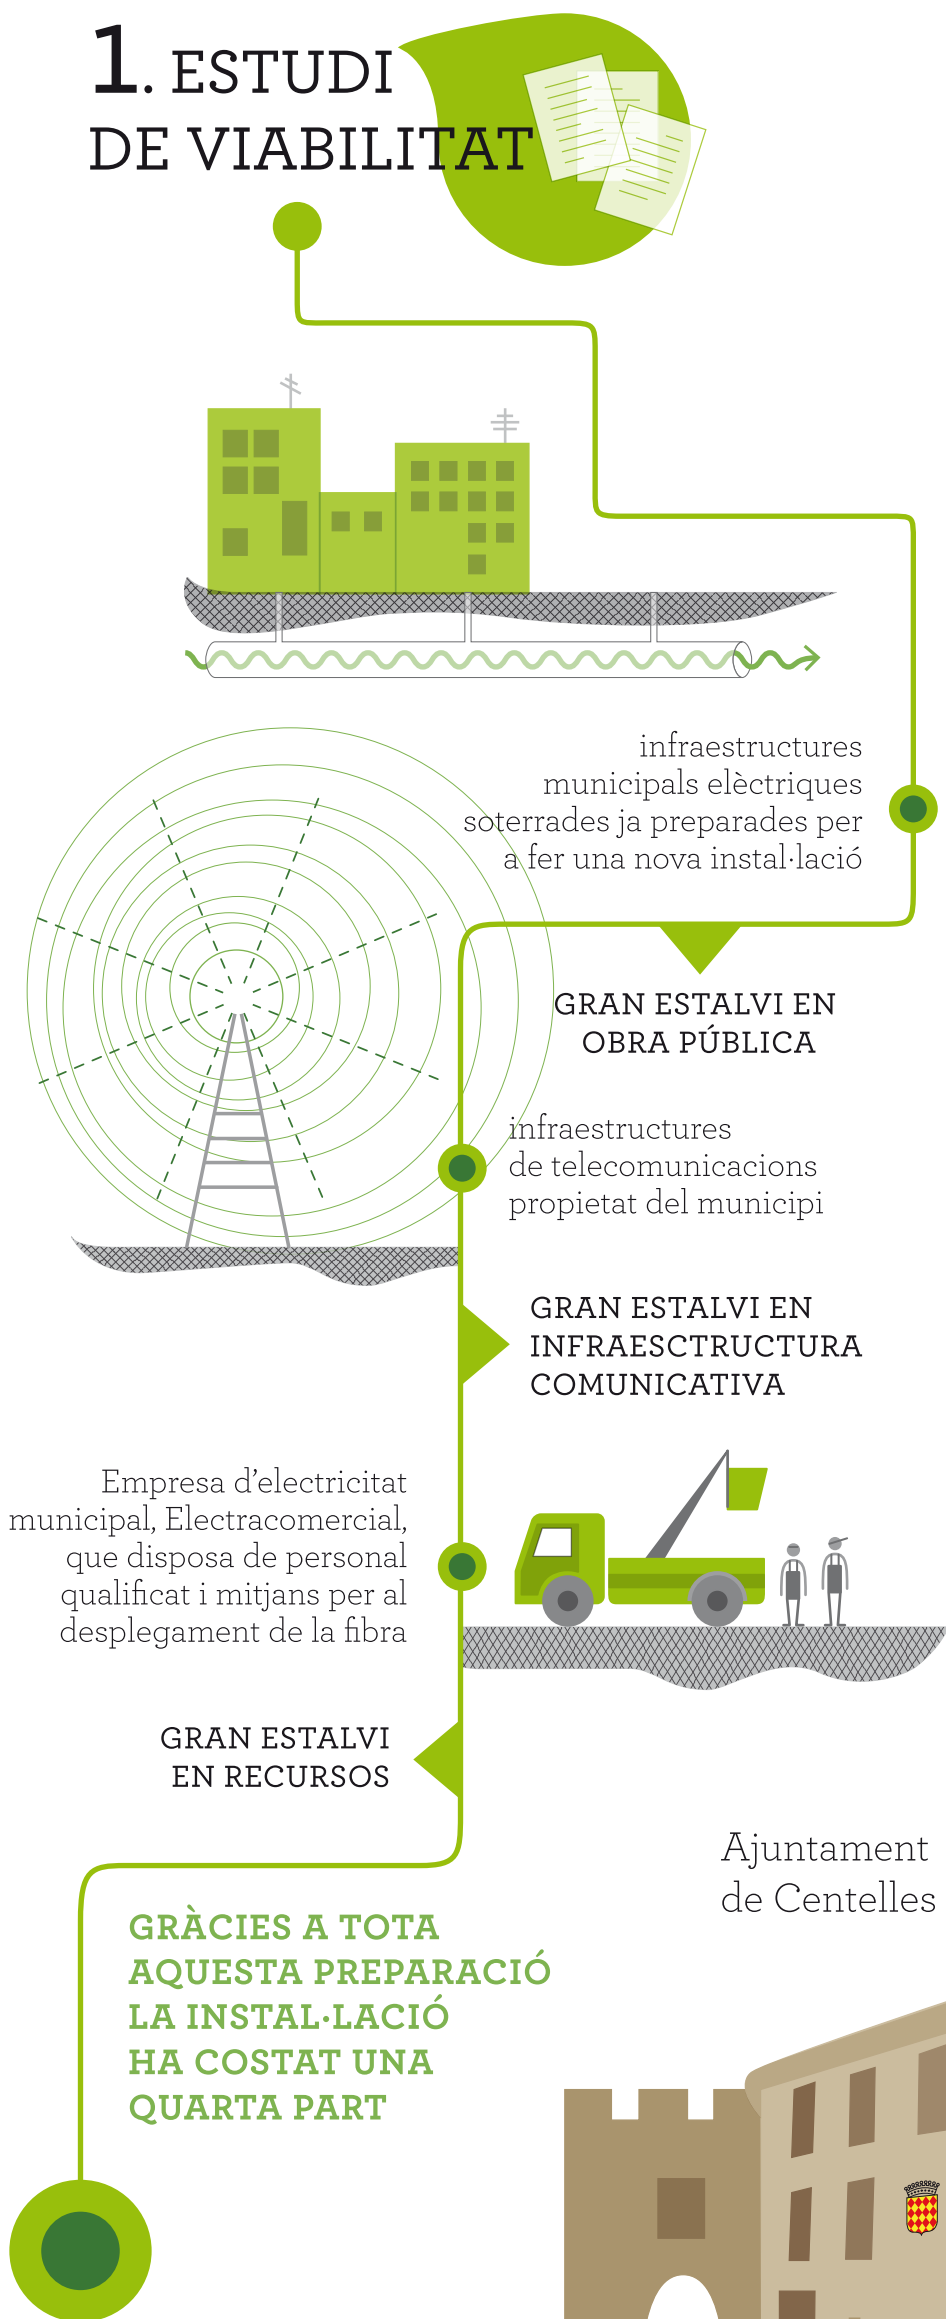 1. ESTUDI
DE VIABILITAT
infraestructures
municipals elèctriques
soterrades ja preparades per
a fer una nova instal·lació
GRAN ESTALVI EN
OBRA PÚBLICA
infraestructures
de telecomunicacions
propietat del municipi
GRAN ESTALVI EN
INFRAESCTRUCTURA
COMUNICATIVA
Empresa d’electricitat
municipal, Electracomercial,
que disposa de personal
qualificat i mitjans per al
desplegament de la fibra
GRAN ESTALVI
EN RECURSOS
Ajuntament
de Centelles
GRÀCIES A TOTA
AQUESTA PREPARACIÓ
LA INSTAL·LACIÓ
HA COSTAT UNA
QUARTA PART